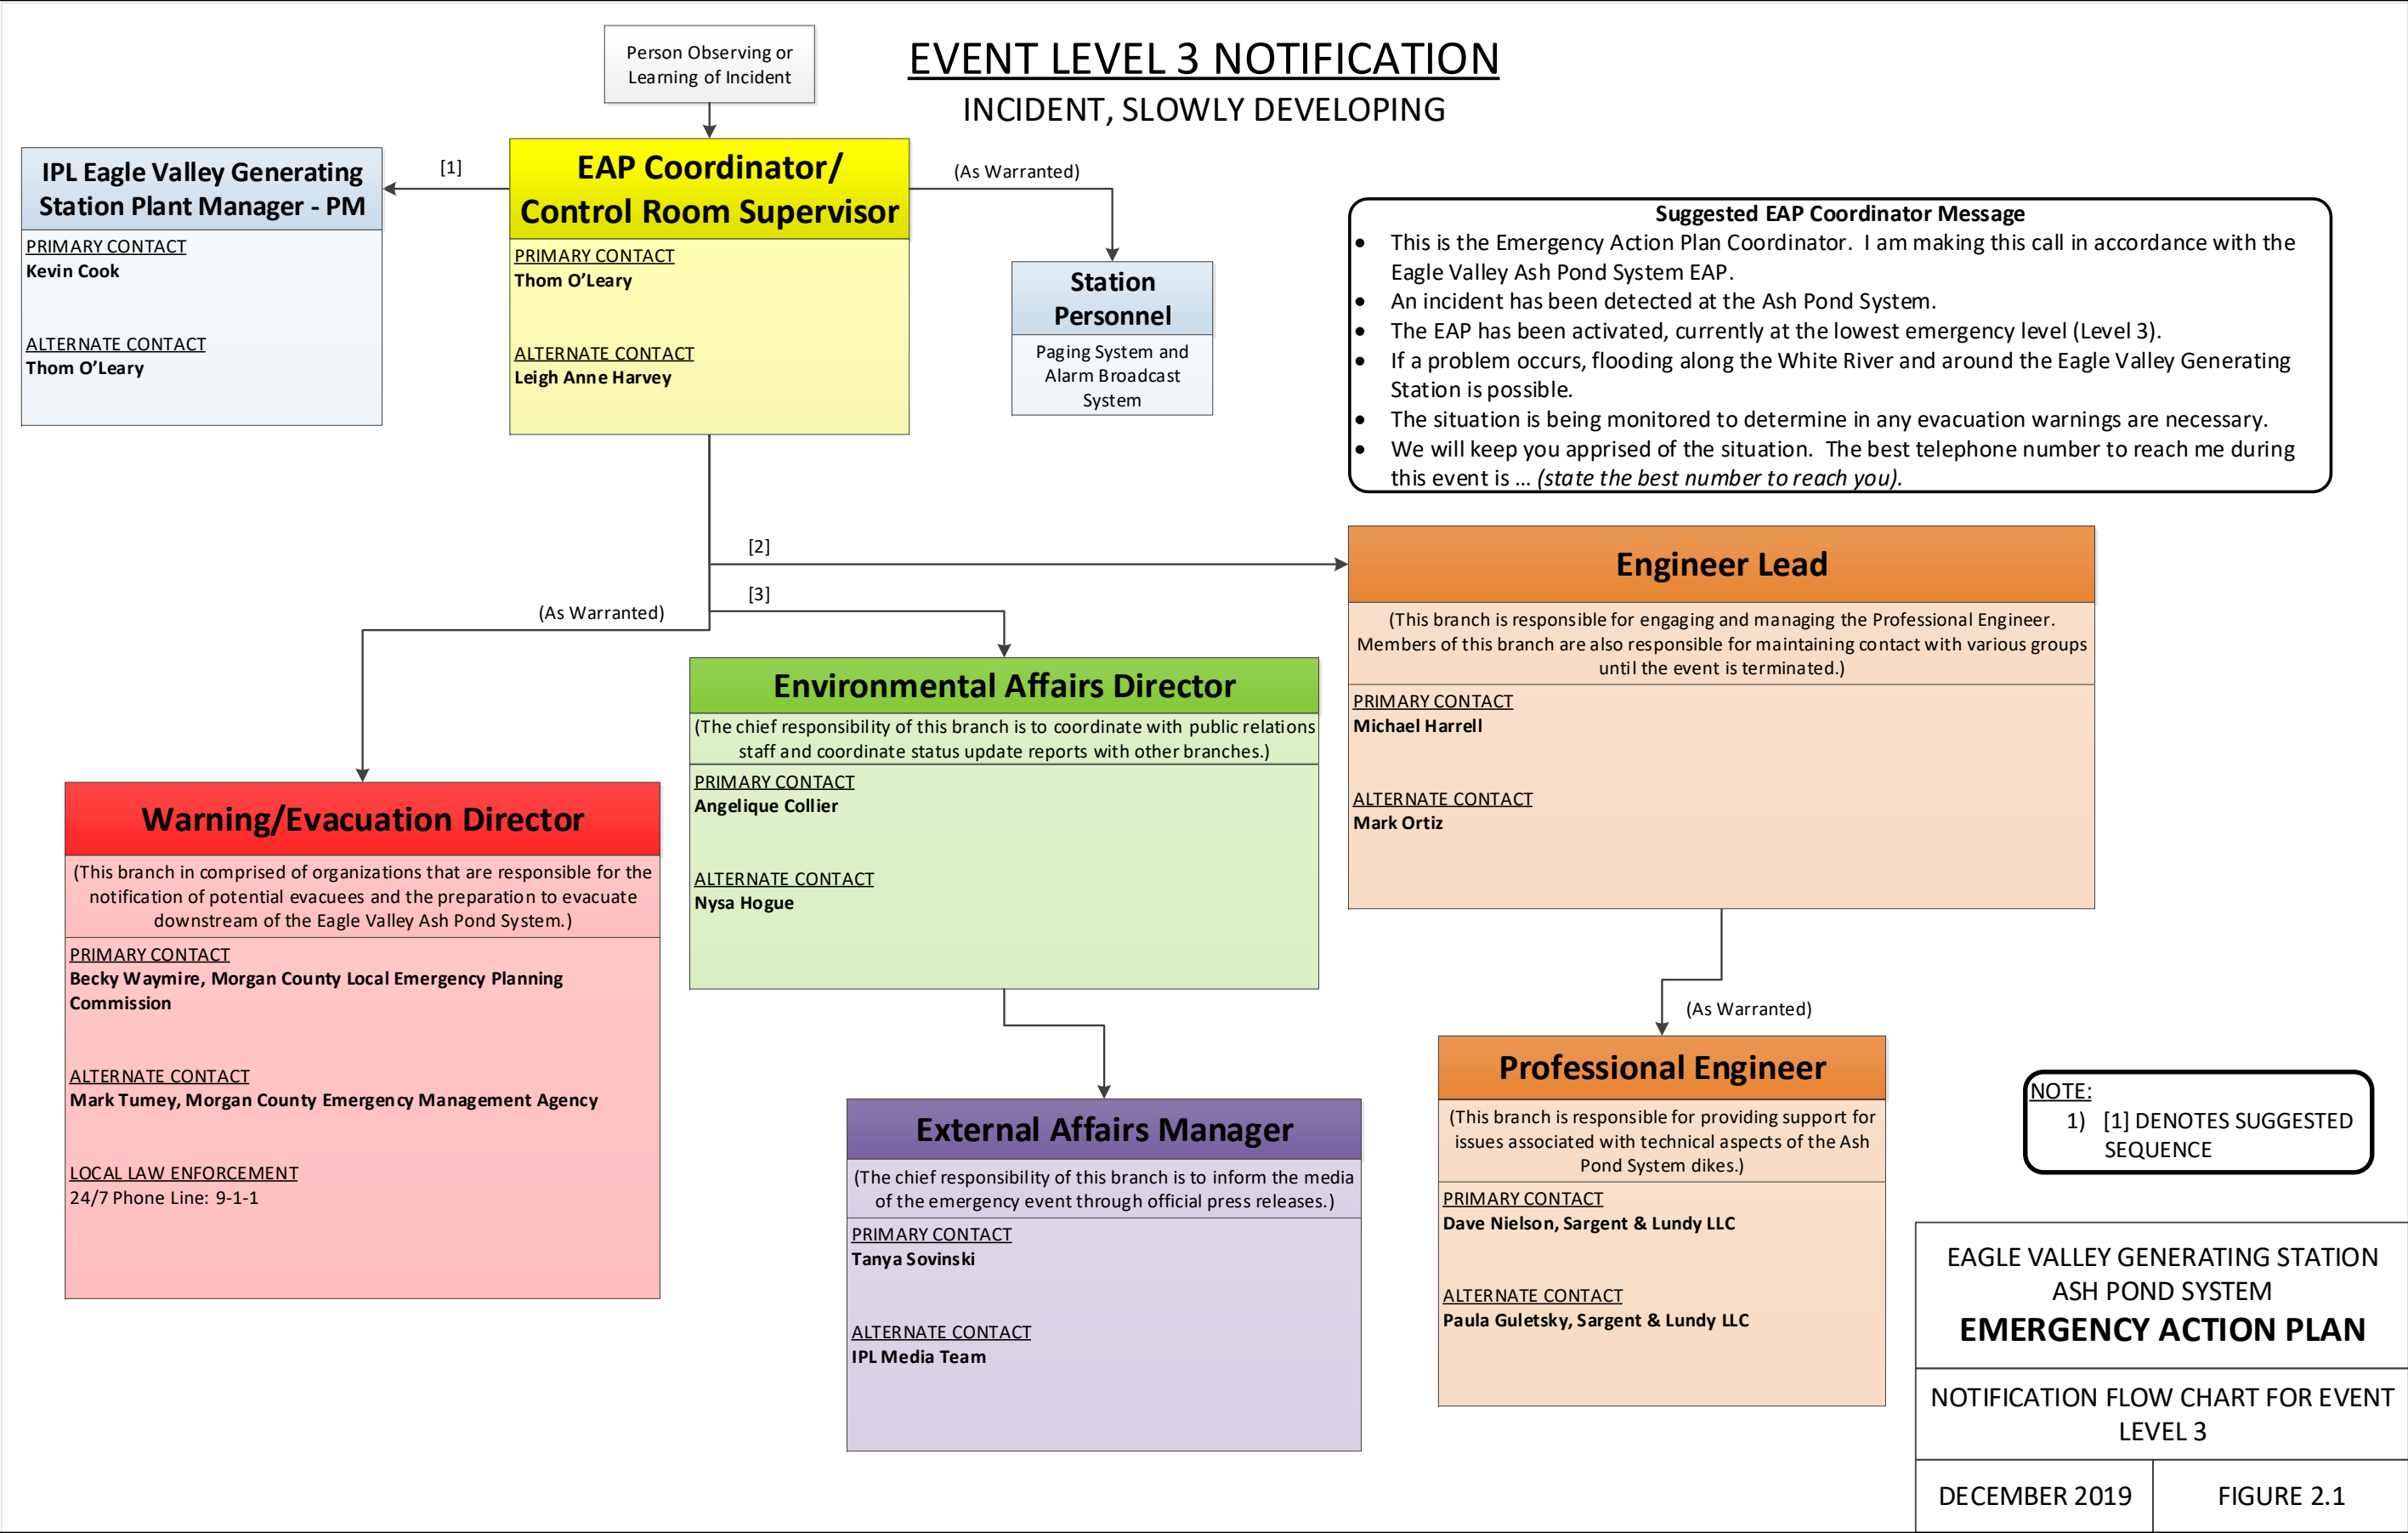 Person Observing or
Learning of Incident
EVENT LEVEL 3 NOTIFICATION
INCIDENT, SLOWLY DEVELOPING
IPL Eagle Valley Generating
Station Plant Manager - PM
PRIMARY CONTACT
Kevin Cook
ALTERNATE CONTACT
Thom O’Leary
[1]
EAP Coordinator/
Control Room Supervisor
PRIMARY CONTACT
Thom O’Leary
ALTERNATE CONTACT
Leigh Anne Harvey
(As Warranted)
Station
Personnel
Paging System and
Alarm Broadcast
System
Suggested EAP Coordinator Message
• This is the Emergency Action Plan Coordinator.  I am making this call in accordance with the
Eagle Valley Ash Pond System EAP.
• An incident has been detected at the Ash Pond System.
• The EAP has been activated, currently at the lowest emergency level (Level 3).
• If a problem occurs, flooding along the White River and around the Eagle Valley Generating
Station is possible.
• The situation is being monitored to determine in any evacuation warnings are necessary.
• We will keep you apprised of the situation.  The best telephone number to reach me during
this event is … (state the best number to reach you).
[2]
[3]
(As Warranted)
Engineer Lead
(This branch is responsible for engaging and managing the Professional Engineer.
Members of this branch are also responsible for maintaining contact with various groups
until the event is terminated.)
PRIMARY CONTACT
Michael Harrell
ALTERNATE CONTACT
Mark Ortiz
Environmental Affairs Director
(The chief responsibility of this branch is to coordinate with public relations
staff and coordinate status update reports with other branches.)
PRIMARY CONTACT
Angelique Collier
ALTERNATE CONTACT
Nysa Hogue
Warning/Evacuation Director
(This branch in comprised of organizations that are responsible for the
notification of potential evacuees and the preparation to evacuate
downstream of the Eagle Valley Ash Pond System.)
PRIMARY CONTACT
Becky Waymire, Morgan County Local Emergency Planning
Commission
ALTERNATE CONTACT
Mark Tumey, Morgan County Emergency Management Agency
LOCAL LAW ENFORCEMENT
24/7 Phone Line: 9-1-1
External Affairs Manager
(The chief responsibility of this branch is to inform the media
of the emergency event through official press releases.)
PRIMARY CONTACT
Tanya Sovinski
ALTERNATE CONTACT
IPL Media Team
(As Warranted)
Professional Engineer
(This branch is responsible for providing support for
issues associated with technical aspects of the Ash
Pond System dikes.)
PRIMARY CONTACT
Dave Nielson, Sargent & Lundy LLC
ALTERNATE CONTACT
Paula Guletsky, Sargent & Lundy LLC
NOTE:
1) [1] DENOTES SUGGESTED
SEQUENCE
EAGLE VALLEY GENERATING STATION
ASH POND SYSTEM
EMERGENCY ACTION PLAN
NOTIFICATION FLOW CHART FOR EVENT
LEVEL 3
DECEMBER 2019
FIGURE 2.1